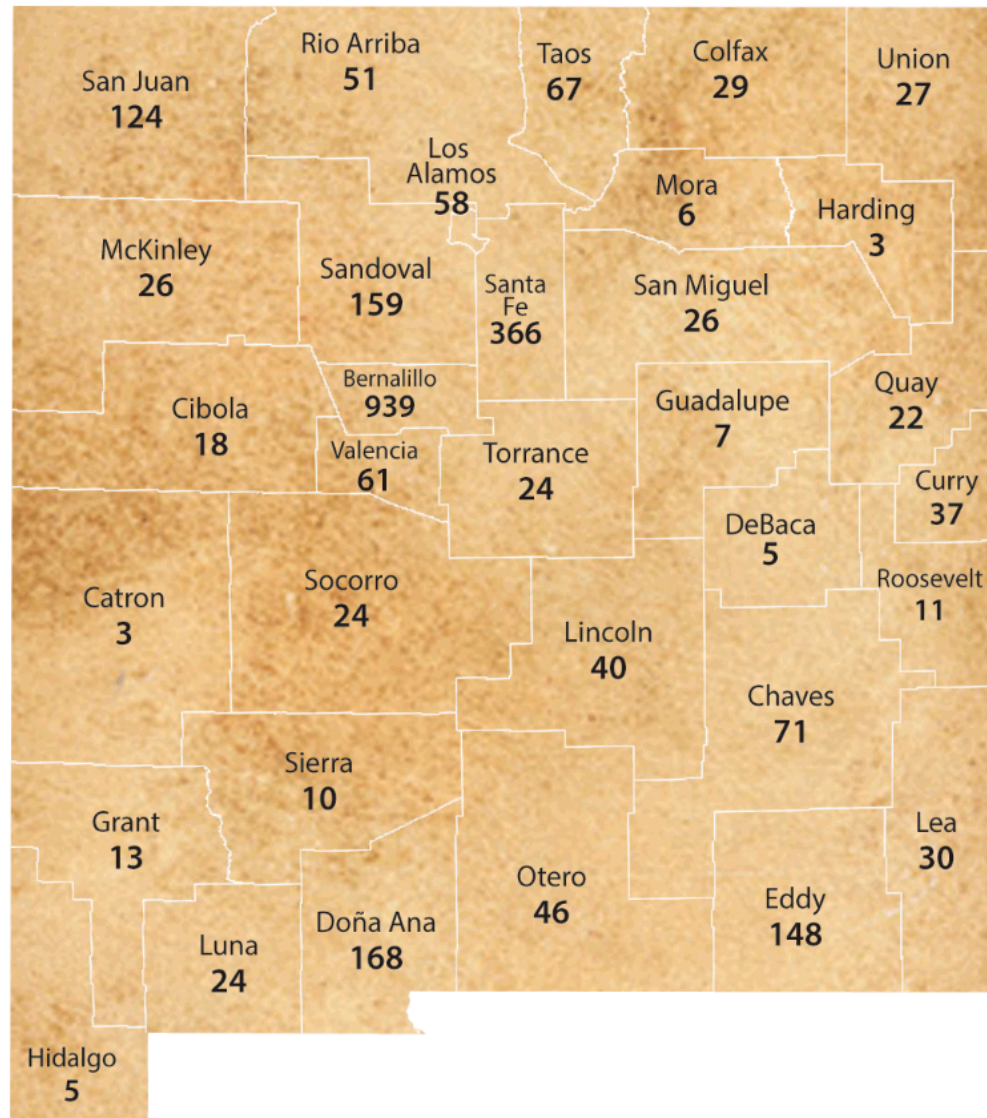 San Juan
124
Rio Arriba
51
Taos
67
Colfax
29
Union
27
Los
Alamos
58
Mora
6
Harding
3
McKinley
26
Sandoval
159
Santa
Fe
366
San Miguel
26
Bernalillo
939
Cibola
18
Valencia
61
Torrance
24
Guadalupe
7
Quay
22
Curry
37
DeBaca
5
Roosevelt
11
Catron
3
Socorro
24
Lincoln
40
Chaves
71
Sierra
10
Grant
13
Lea
30
Otero
46
Eddy
148
Doña Ana
168
Luna
24
Hidalgo
5